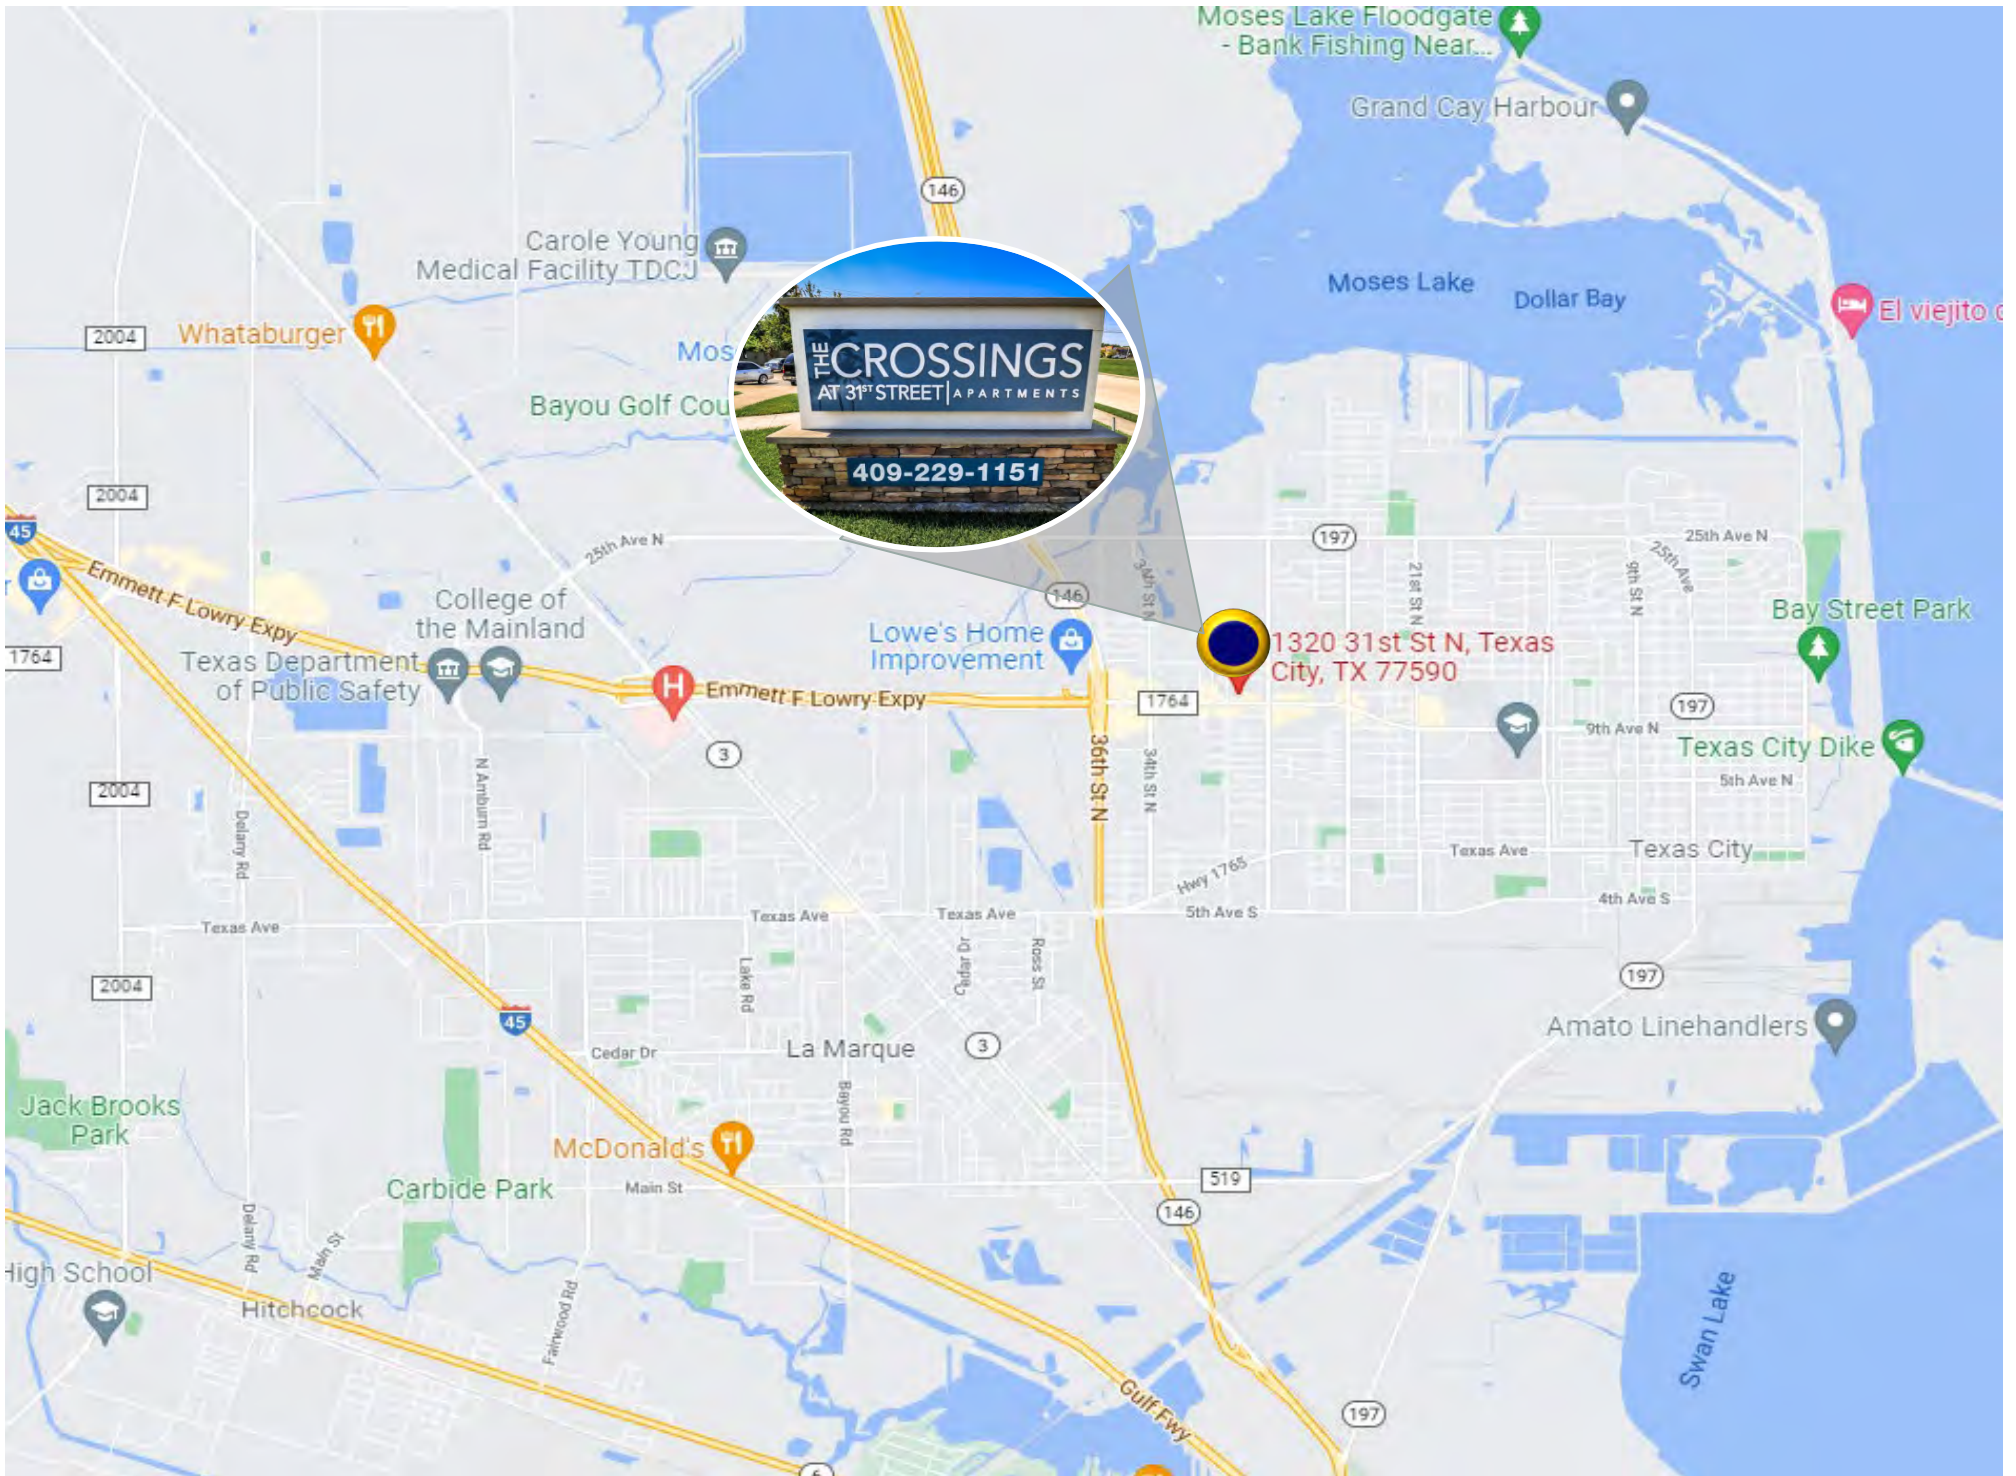 Moses Lake Floodgate
- Bank Fishing Near...
Grand Cay Harbour
146
Carole Young
Medical Facility TDCJ
Moses Lake
Dollar Bay
El viejito
2004
Whataburger
Mos
THE CROSSINGS
AT 31ST STREET | APARTMENTS
409-229-1151
Bayou Golf Cou
2004
45
25th Ave N
197
25th Ave N
25th Ave
Emmett F Lowry Expy
College of
the Mainland
146
34th St N
21st St N
9th St N
Bay Street Park
Lowe's Home
Improvement
1320 31st St N, Texas
City, TX 77590
1764
Texas Department
of Public Safety
H
Emmett F Lowry Expy
1764
197
9th Ave N
Texas City Dike
3
36th St N
34th St N
5th Ave N
2004
N Amburn Rd
Delany Rd
Texas Ave
Texas City
Hwy 1765
4th Ave S
5th Ave S
Texas Ave
Texas Ave
Texas Ave
Lake Rd
Cedar Dr
Ross St
197
2004
45
Amato Linehandlers
Cedar Dr
La Marque
3
Jack Brooks
Park
Bayou Rd
McDonald's
Carbide Park
Main St
519
146
Delany Rd
Main St
High School
Hitchcock
Fairwood Rd
Swan Lake
Gulf Fwy
197
6